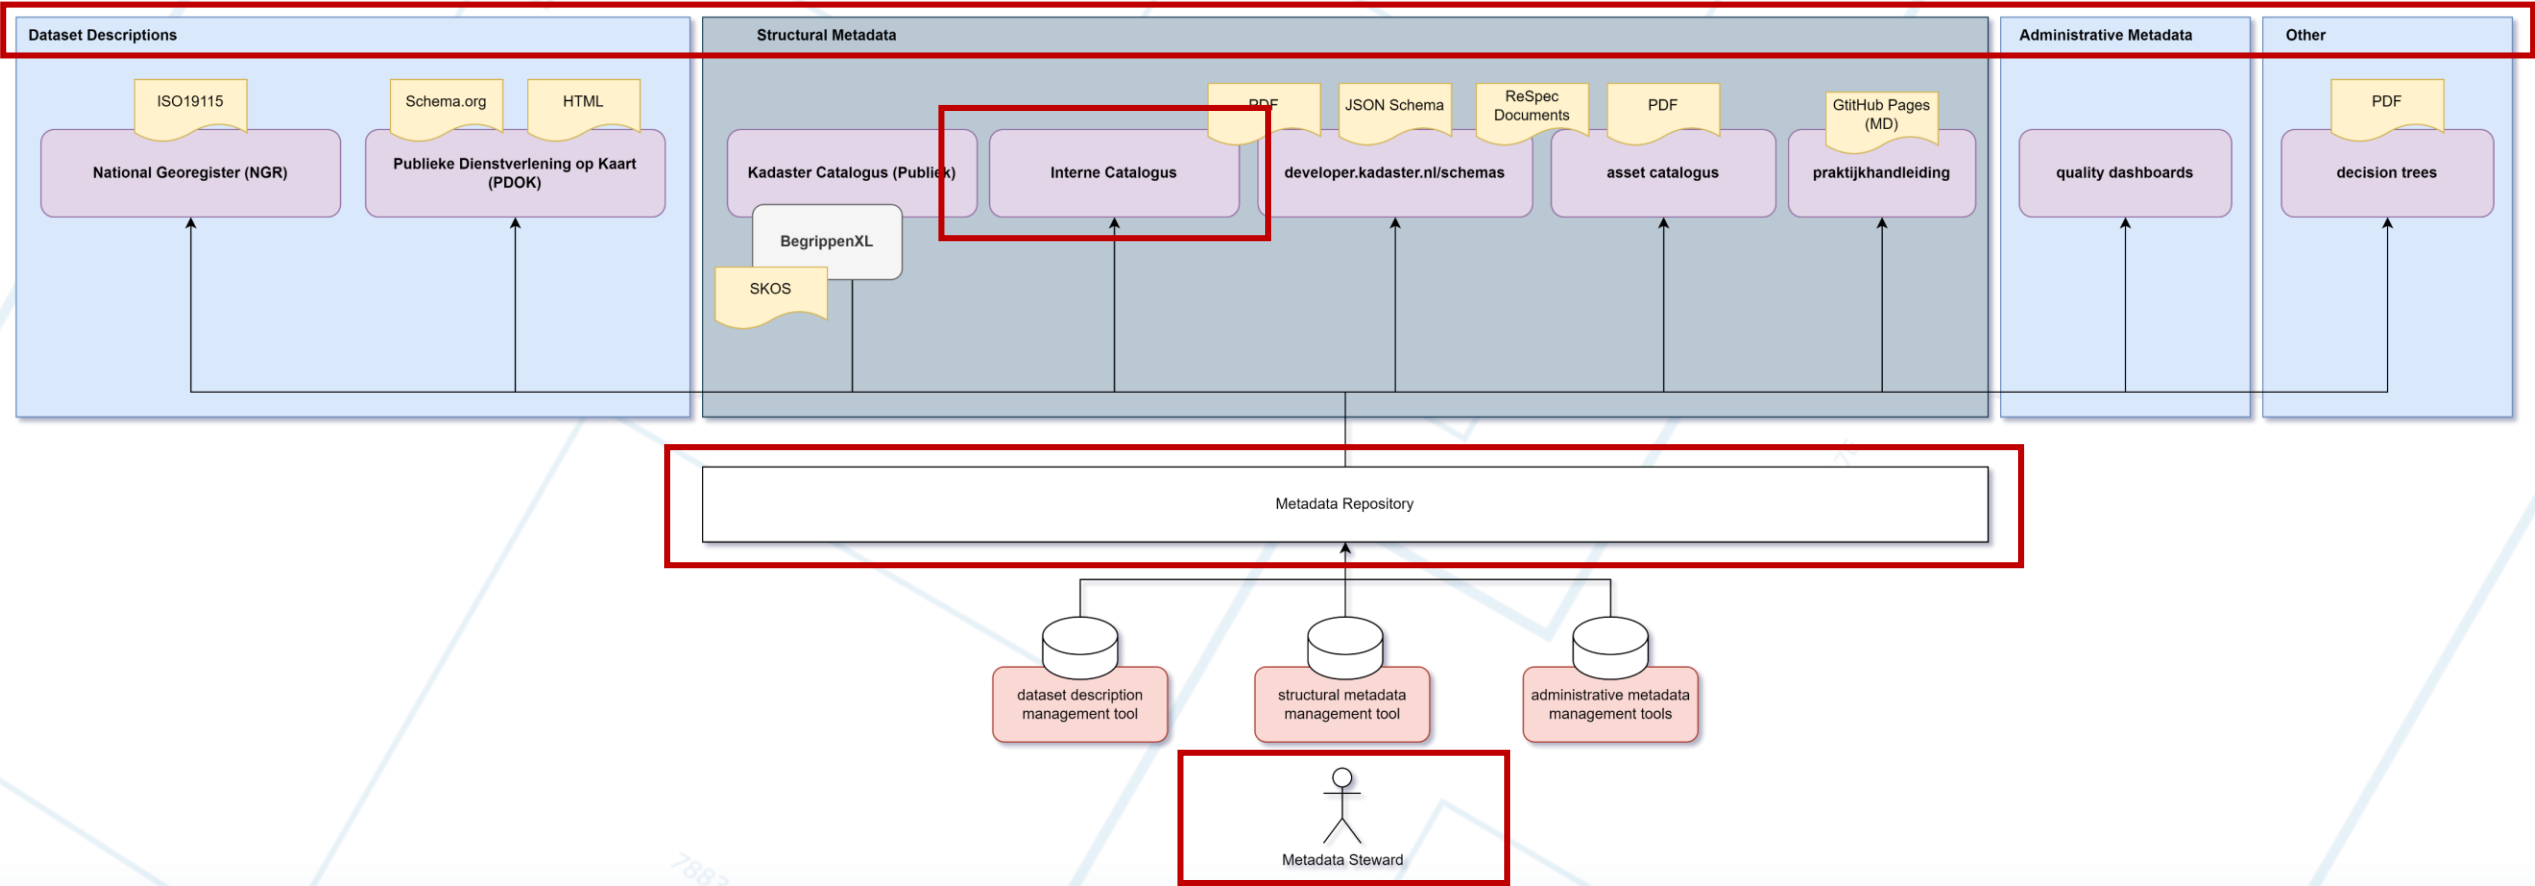 Dataset Descriptions
Structural Metadata
Administrative Metadata
Other
ISO19115
Schema.org
HTML
PDF
JSON Schema
ReSpec
Documents
PDF
GtitHub Pages
(MD)
PDF
National Georegister (NGR)
Publieke Dienstverlening op Kaart
(PDOK)
Kadaster Catalogus (Publiek)
Interne Catalogus
developer.kadaster.nl/schemas
asset catalogus
praktijkhandleiding
quality dashboards
decision trees
BegrippenXL
SKOS
Metadata Repository
dataset description
management tool
structural metadata
management tool
administrative metadata
management tools
Metadata Steward